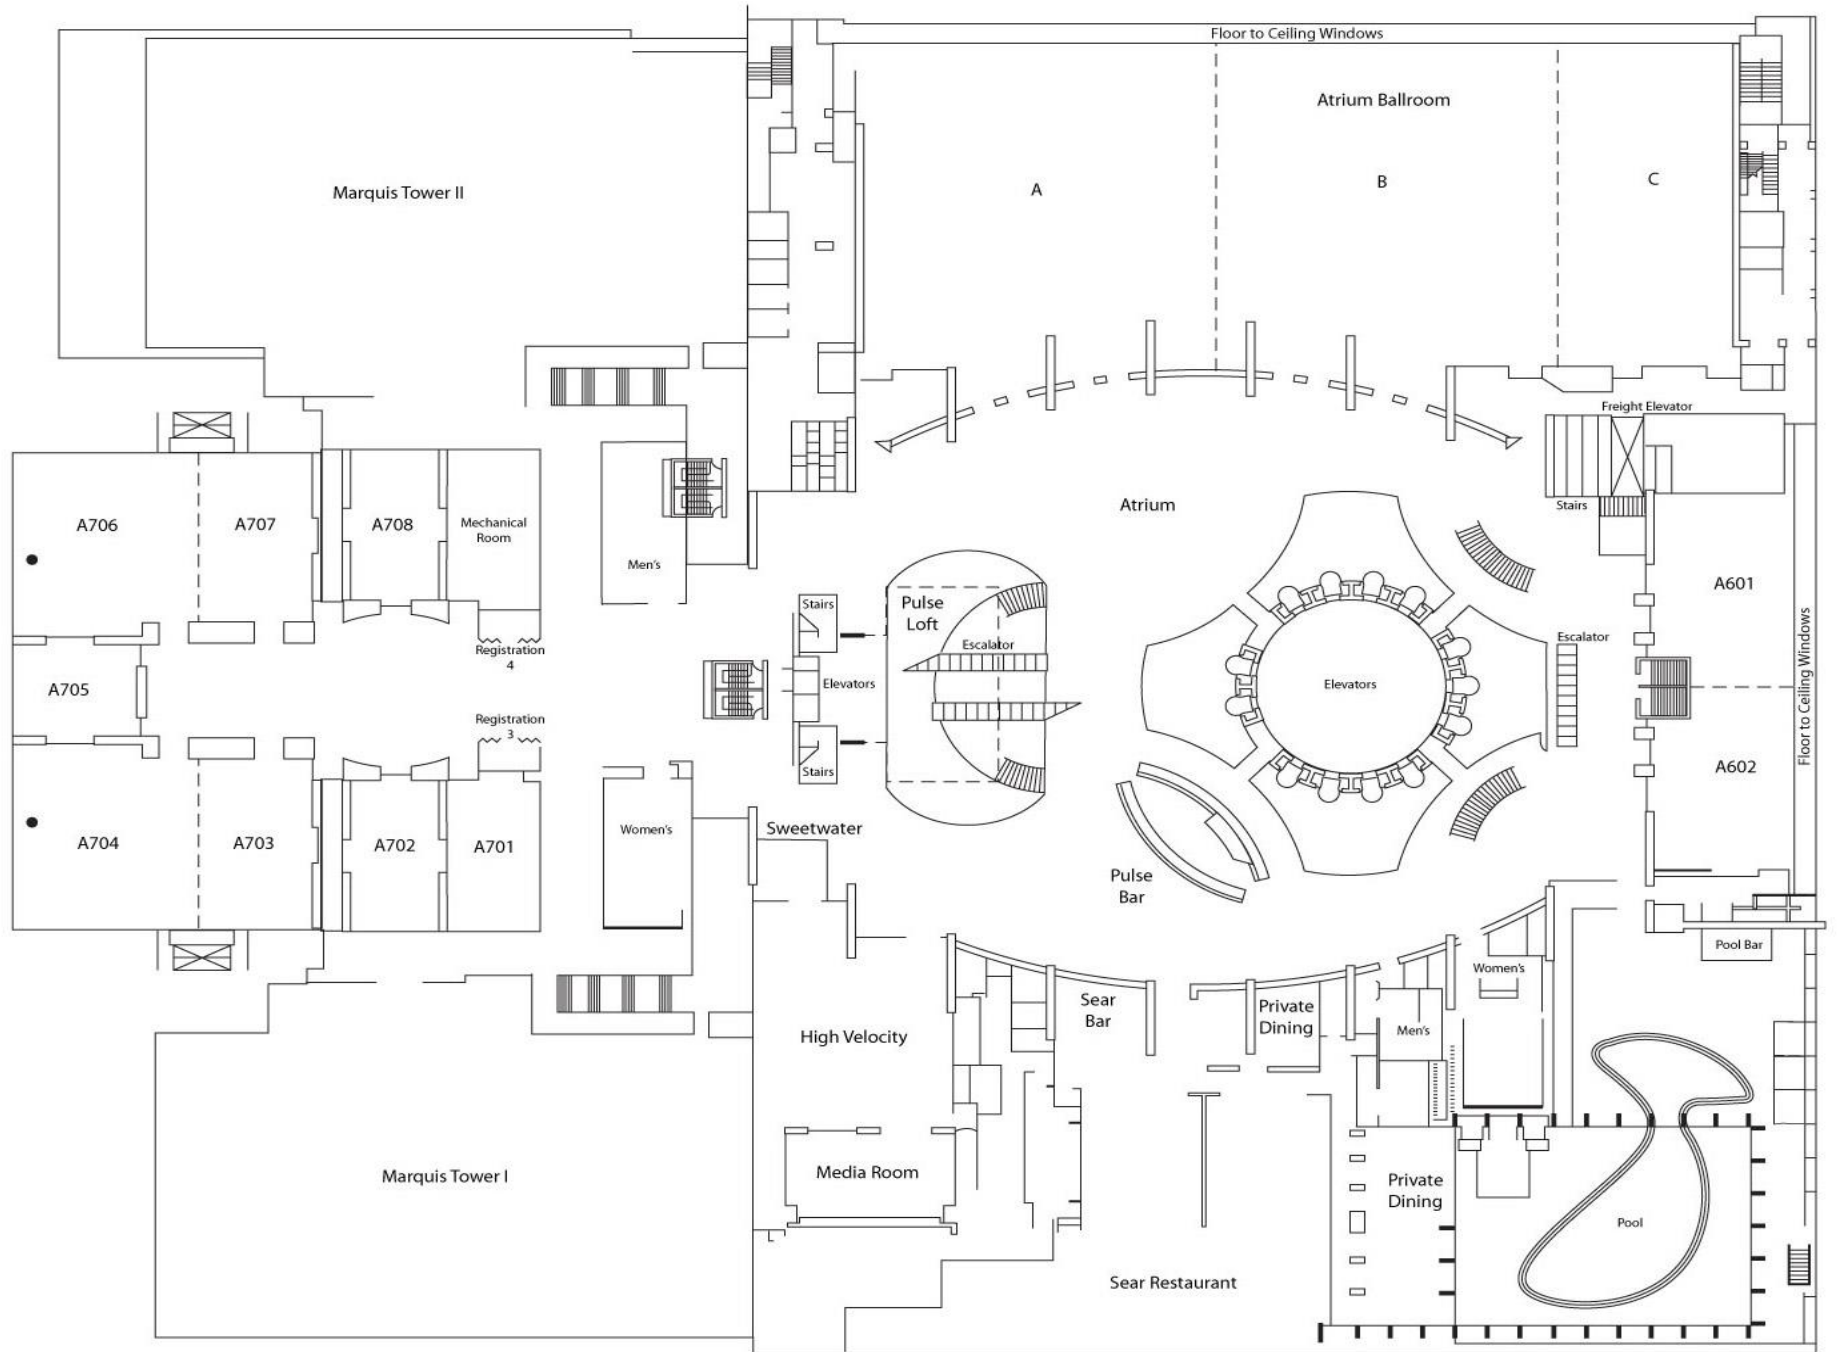 Floor to Ceiling Windows
Atrium Ballroom
Marquis Tower II
A
B
C
Freight Elevator
Stairs
Atrium
A706
A707
A708
Mechanical
Room
Men's
A601
Stairs
Pulse
Loft
Escalator
Escalator
Registration
4
A705
Elevators
Elevators
Floor to Ceiling Windows
Registration
3
Stairs
A602
A704
A703
A702
A701
Women's
Sweetwater
Pulse
Bar
Pool Bar
Women's
High Velocity
Sear
Bar
Private
Dining
Men's
Marquis Tower I
Media Room
Private
Dining
Pool
Sear Restaurant